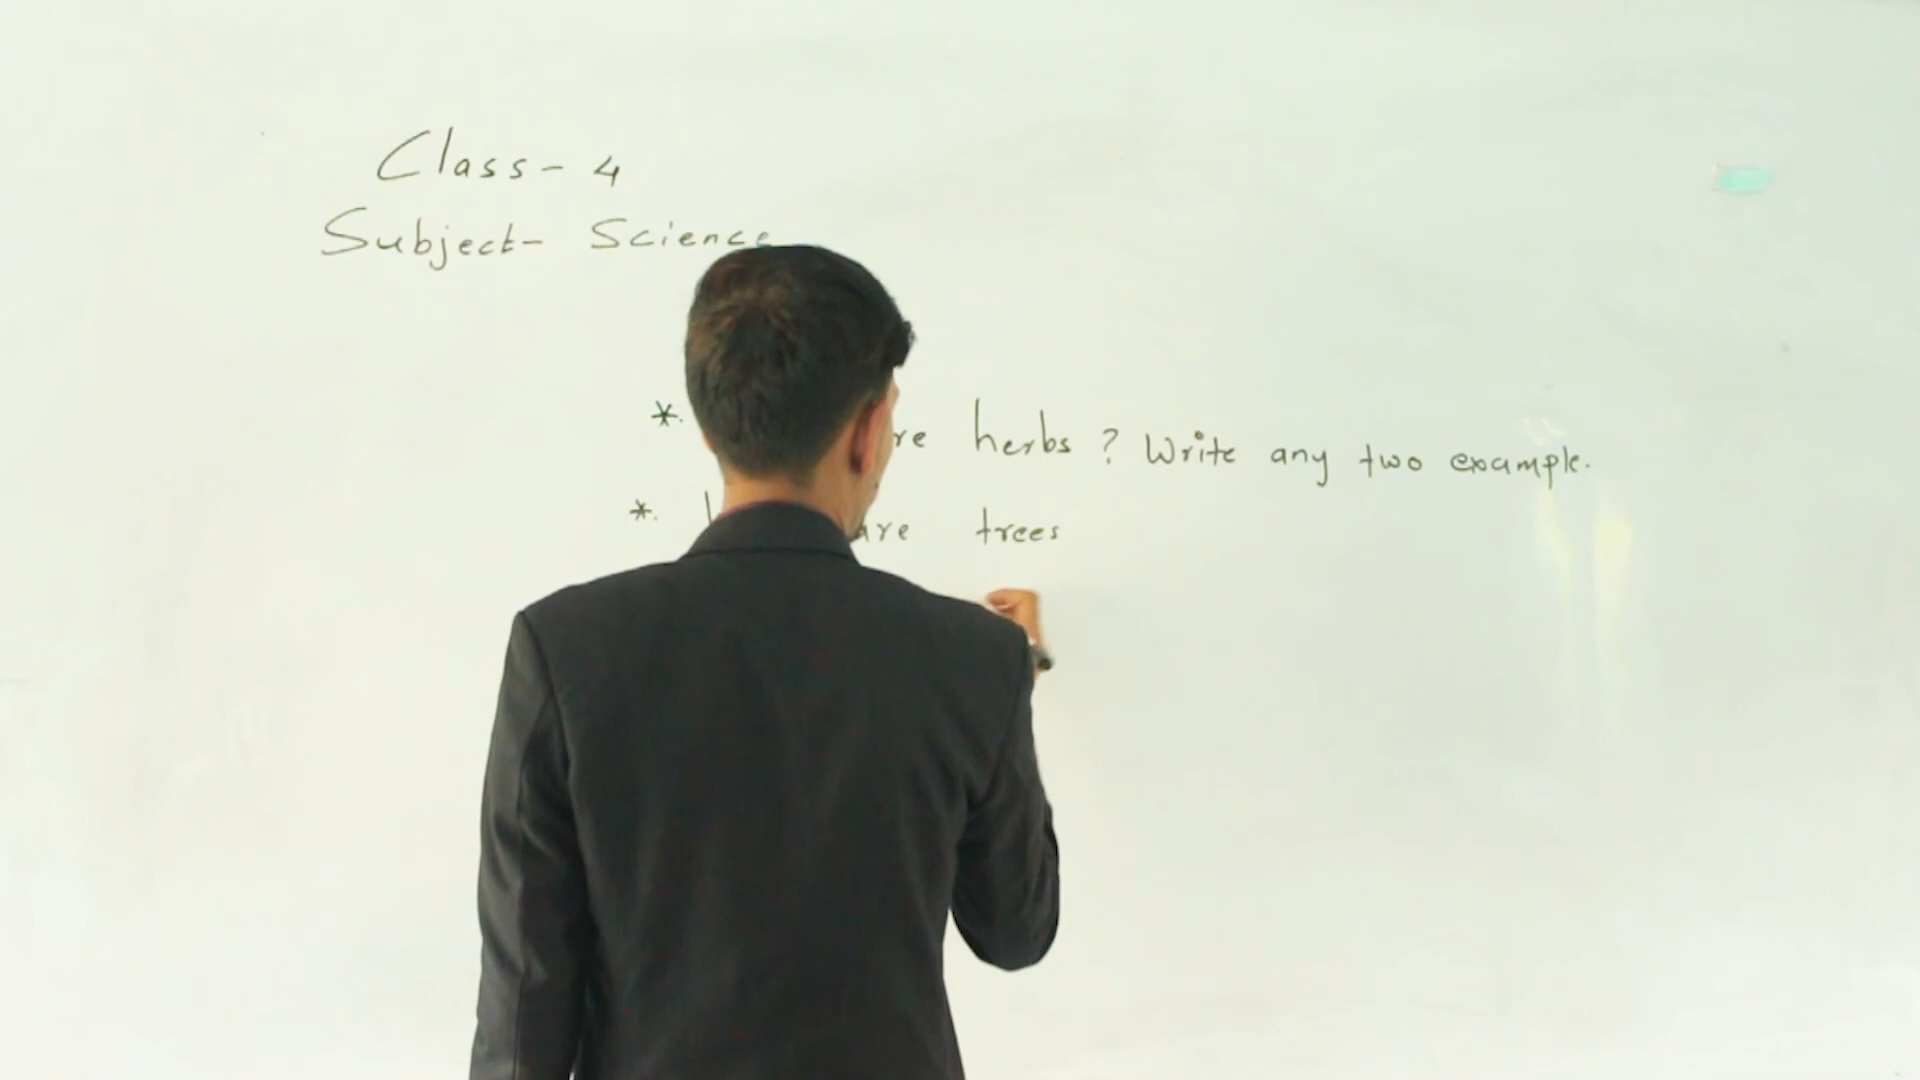 Class- 4
Subject- Science
*. re herbs ? Write any two example.
*. are trees